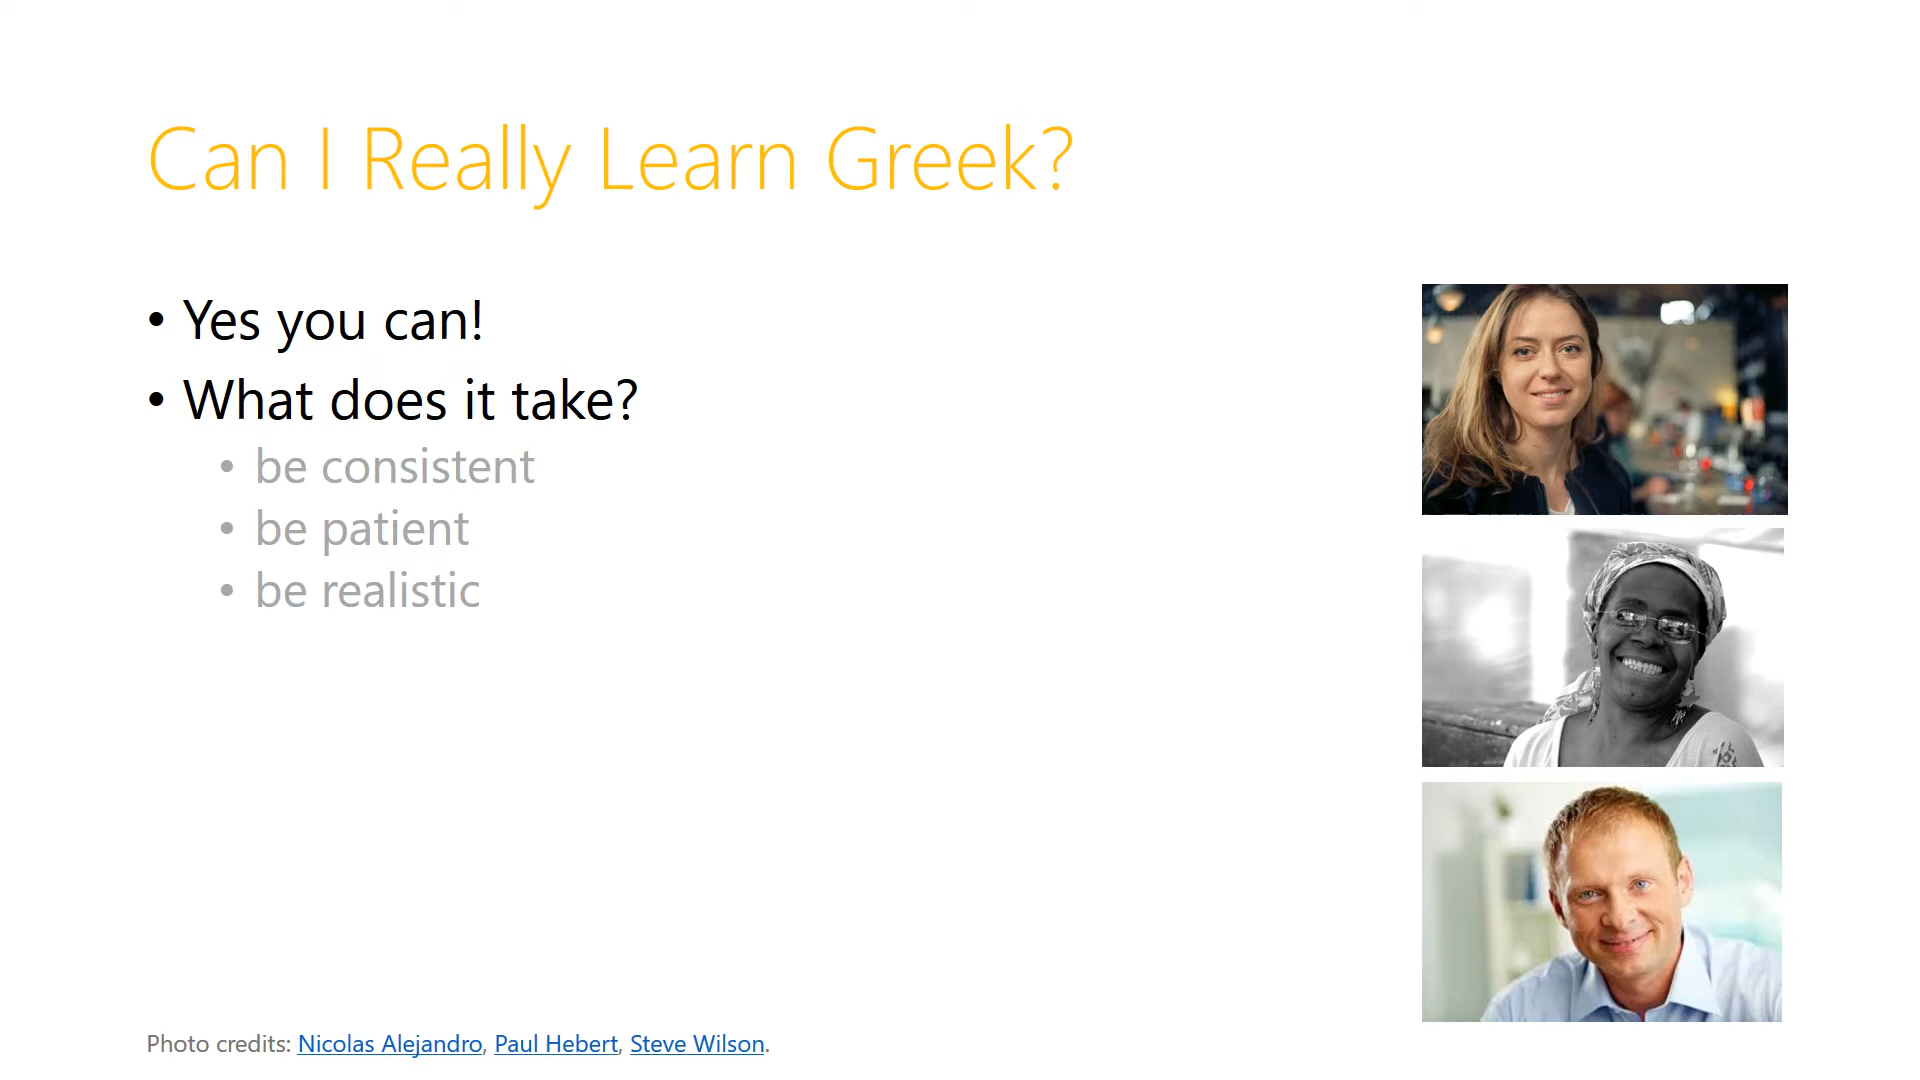 Can I Really Learn Greek?
• Yes you can!
• What does it take?
• be consistent
• be patient
• be realistic
Photo credits: Nicolas Alejandro, Paul Hebert, Steve Wilson.